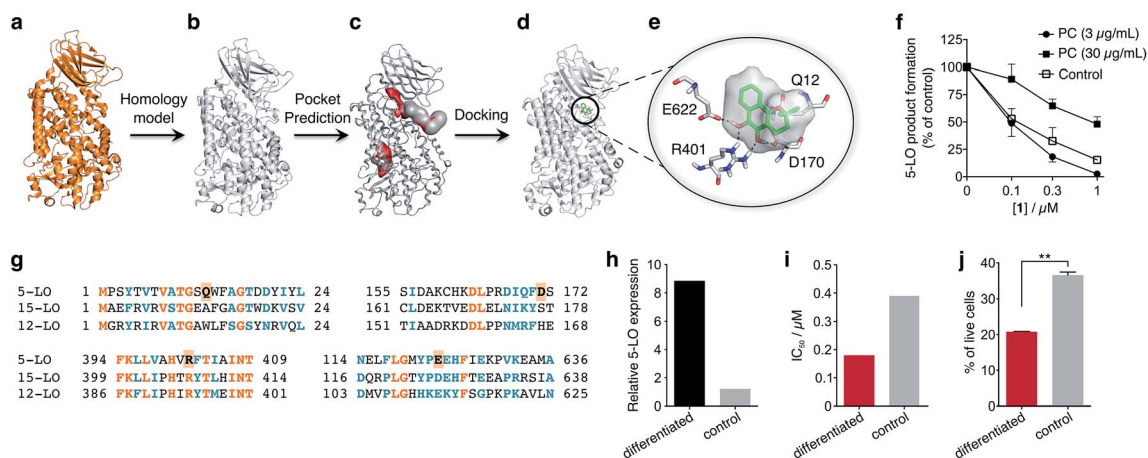 a b c d e f
Homology model
Pocket Prediction
Docking
E622
Q12
R401
D170
PC (3 µg/mL)
PC (30 µg/mL)
Control
5-LO product formation
(% of control)
125
100
75
50
25
0
0 0.1 0.3 1
[1] / µM
g
5-LO 1 MPSYTVTVATGSQWFAGTDDYIYL 24 155 SIDAKCHKDLPRDIQFDS 172
15-LO 1 MAEFRVRVSTGEAFGAGTWDKVSV 24 161 CLDEKTVEDLELNIKYST 178
12-LO 1 MGRYRIRVATGAWLFSGSYNRVQL 24 151 TIAADRKDDLPPNMRFHE 168
5-LO 394 FKLLVAHVRFTIAINT 409 114 NELFLGMYPEEHFIEKPVKEAMA 636
15-LO 399 FKLLIPHTRYTLHINT 414 116 DQRPLGTYPDEHFTEEAPRRSIA 638
12-LO 386 FKLLIPHIRYTMEINT 401 103 DMVPLGHHKEKYFSGPKPKAVLN 625
h
Relative 5-LO expression
10
8
6
4
2
0
differentiated
control
i
IC50 / µM
0.5
0.4
0.3
0.2
0.1
0.0
differentiated
control
j
% of live cells
40
30
20
10
0
**
differentiated
control